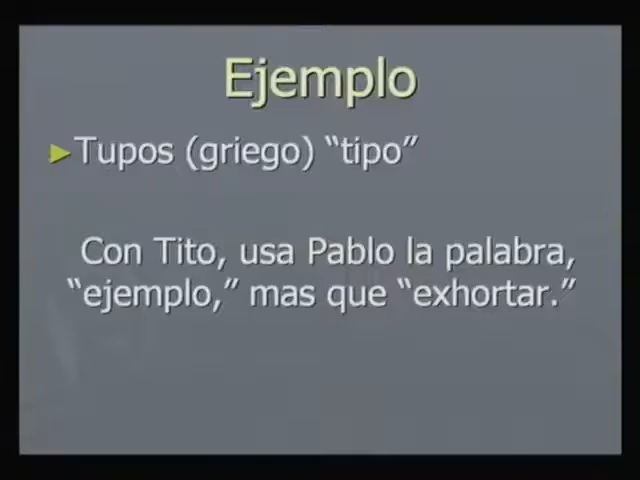 Ejemplo
►Tupos (griego) “tipo”
Con Tito, usa Pablo la palabra,
“ejemplo,” mas que “exhortar.”